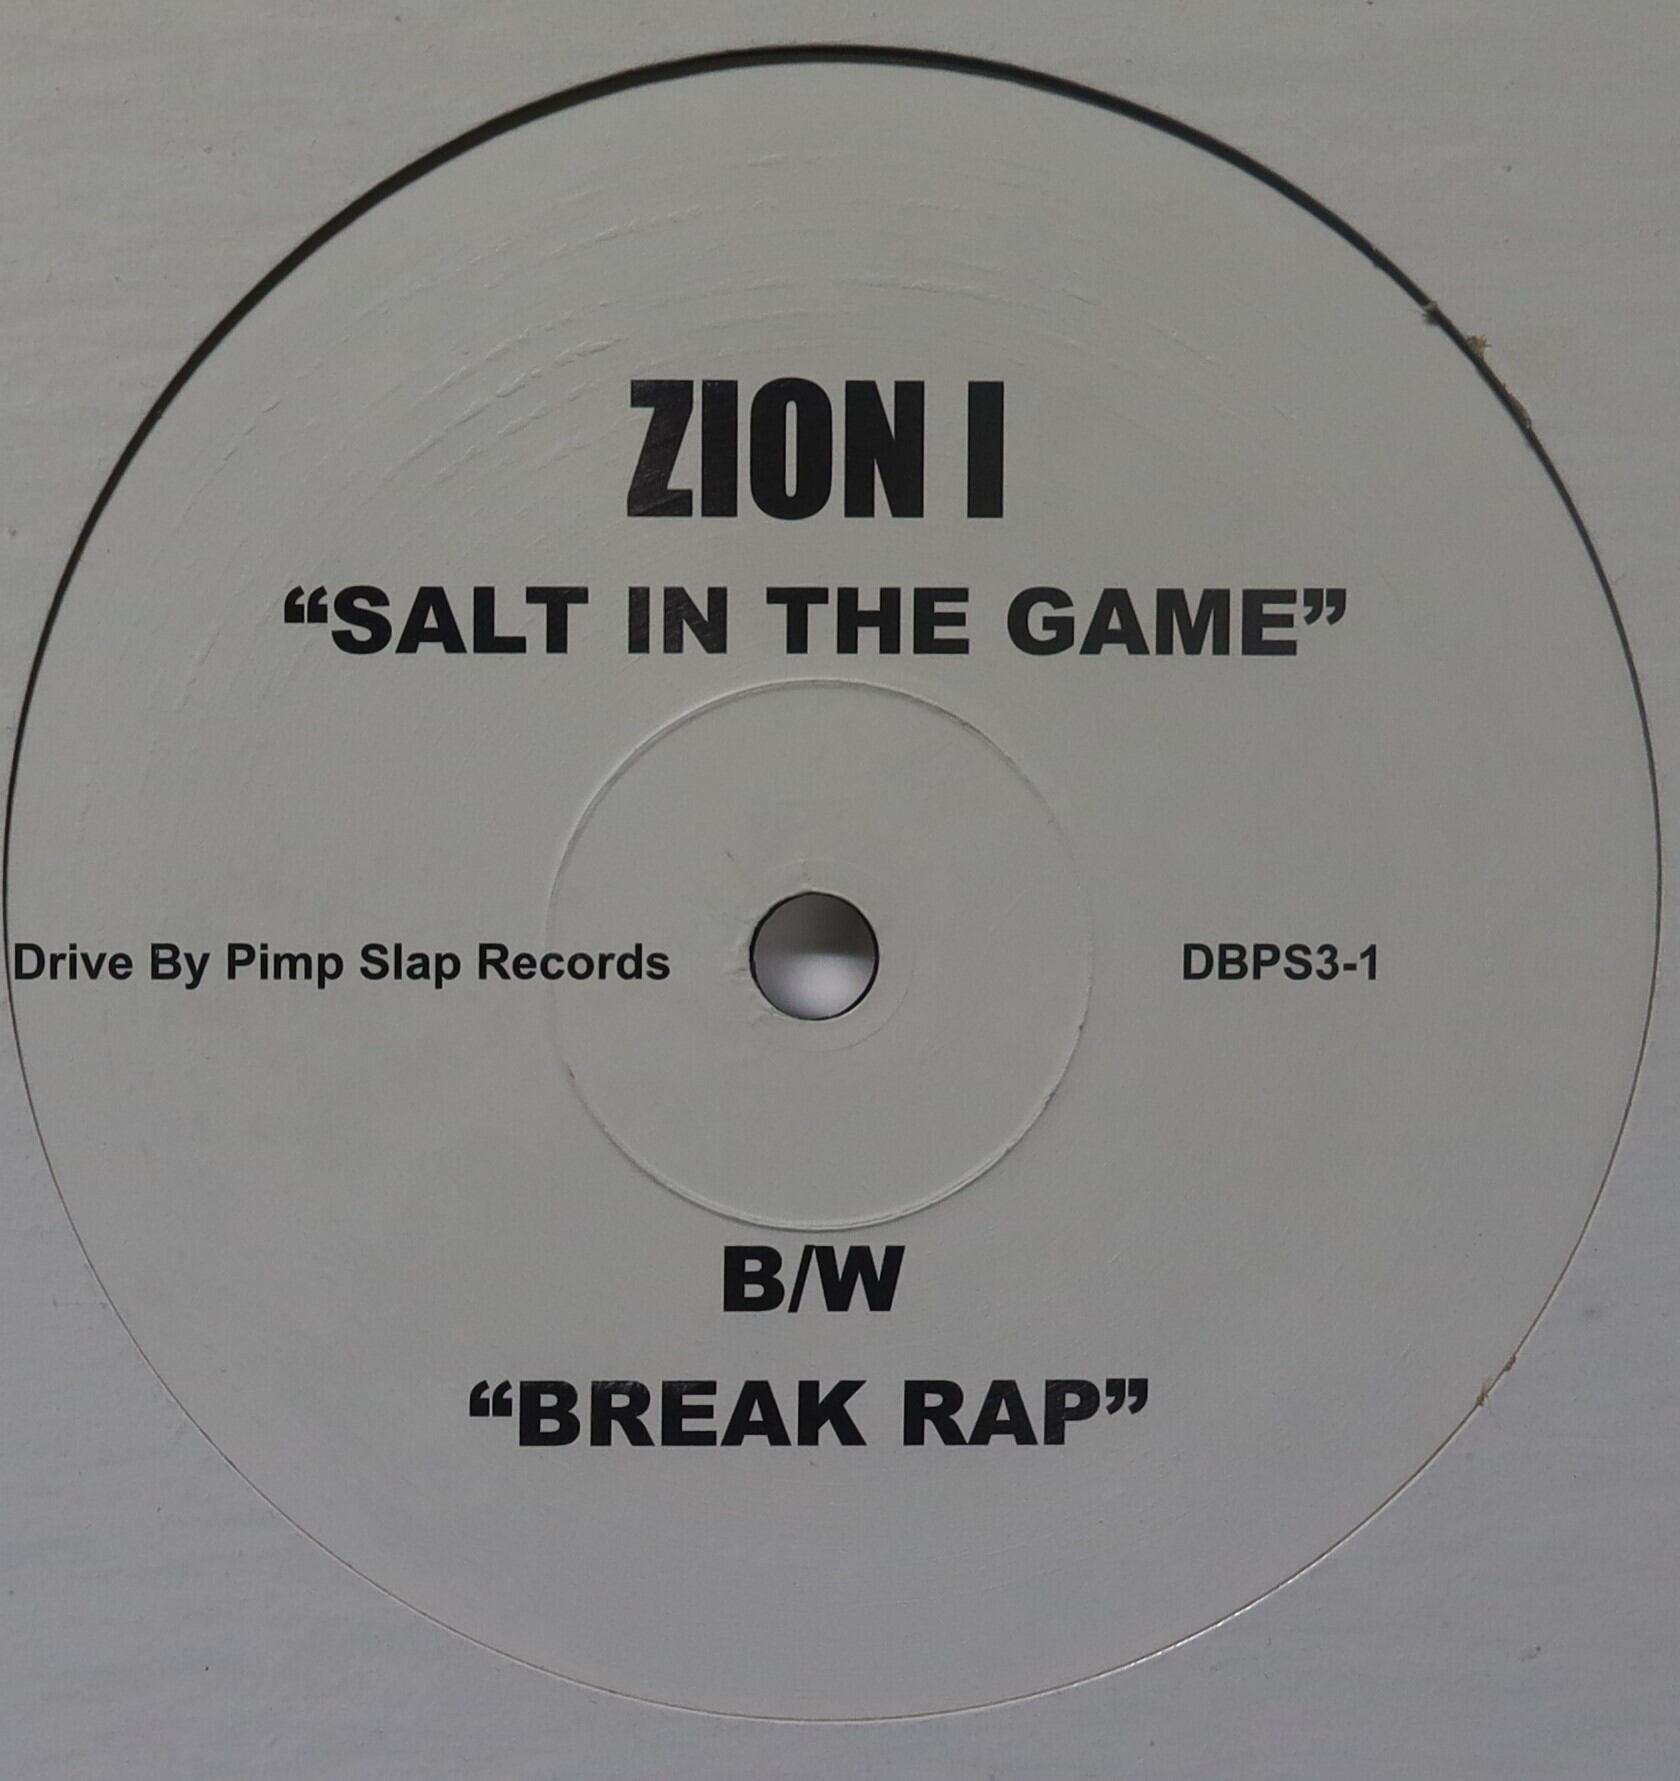 ZION I
“SALT IN THE GAME”
Drive By Pimp Slap Records
DBPS3-1
B/W
“BREAK RAP”